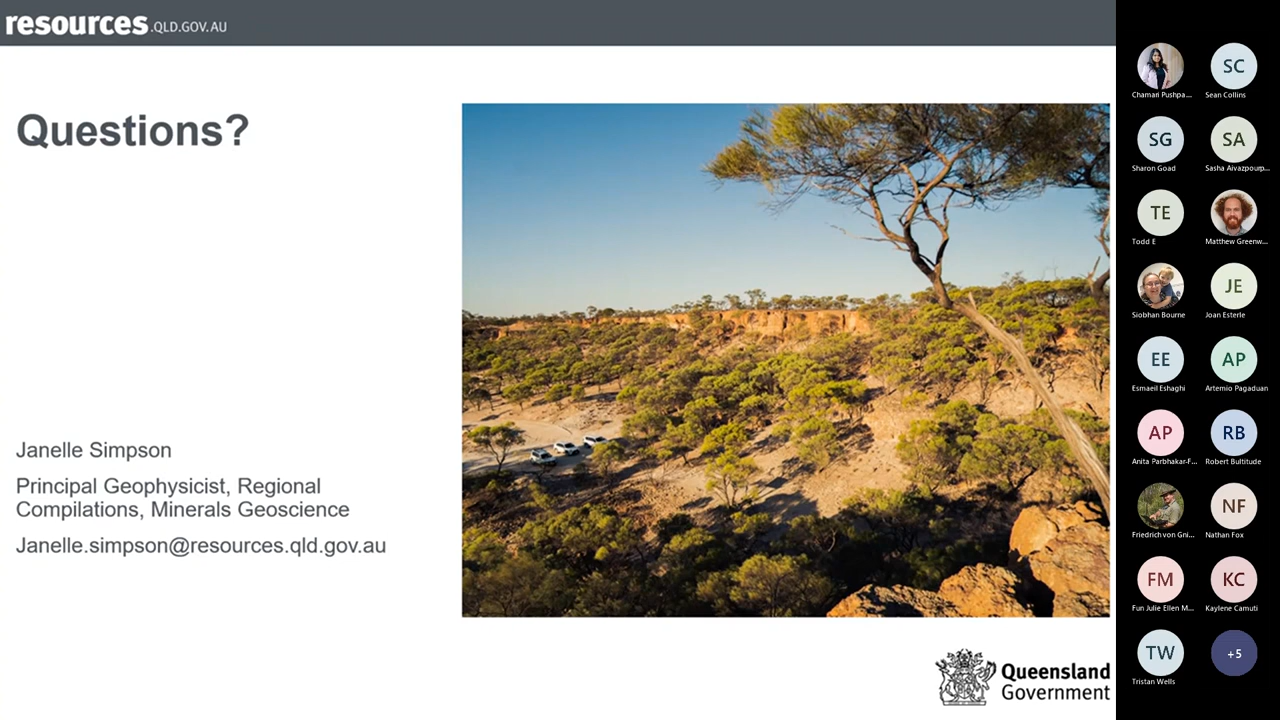 resources.QLD.GOV.AU
Questions?
Janelle Simpson
Principal Geophysicist, Regional
Compilations, Minerals Geoscience
Janelle.simpson@resources.qld.gov.au
Queensland
Government
Chamari Pushpa...
SC
Sean Collins
SG
Sharon Goad
SA
Sasha Aivazpourp...
TE
Todd E
Matthew Greenw...
Siobhan Bourne
JE
Joan Esterle
EE
Esmaeil Eshaghi
AP
Artemio Pagaduan
AP
Anita Parbhakar-F...
RB
Robert Bultitude
Friedrich von Gni...
NF
Nathan Fox
FM
Fun Julie Ellen M...
KC
Kaylene Camuti
TW
Tristan Wells
+5